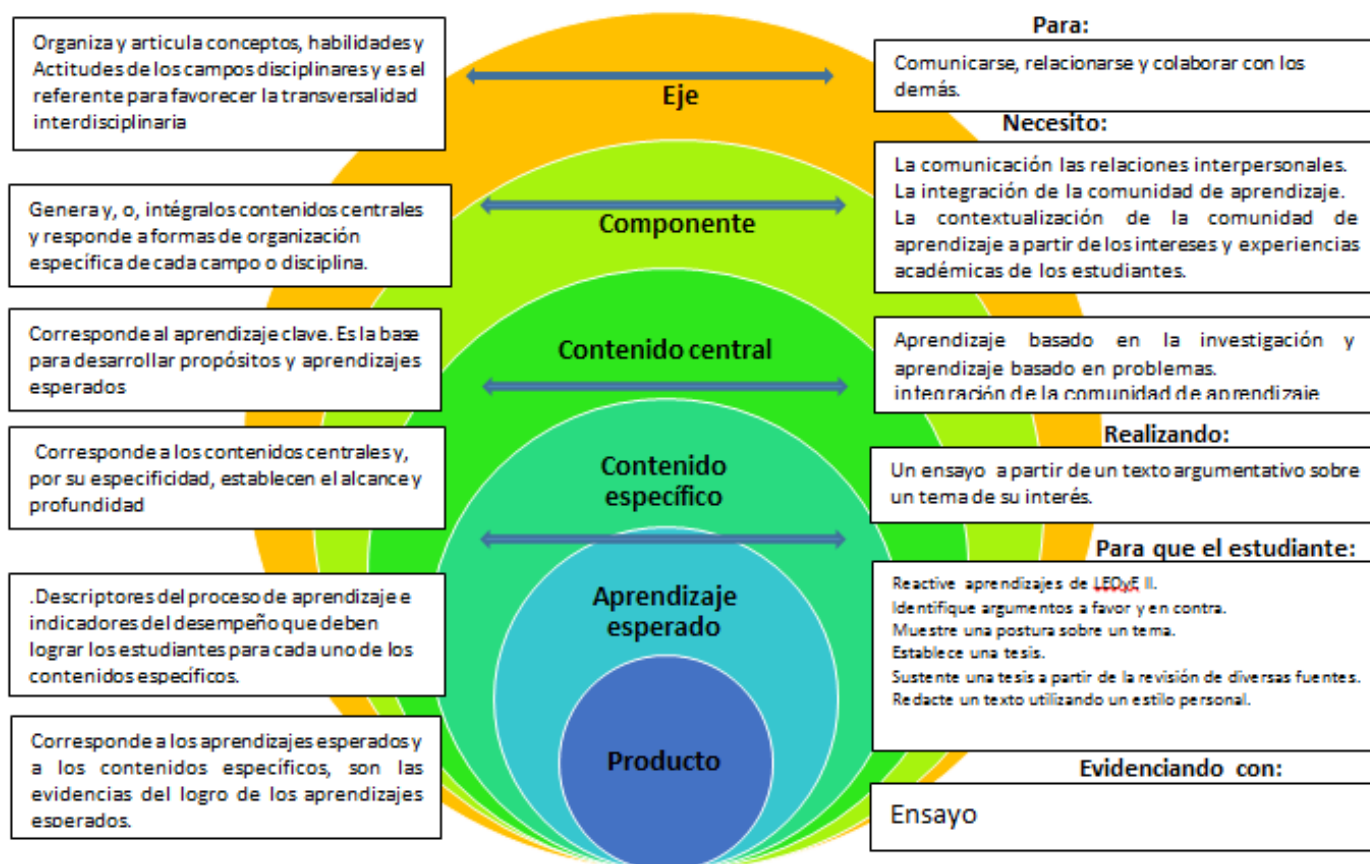 Organiza y articula conceptos, habilidades y
Actitudes de los campos disciplinares y es el
referente para favorecer la transversalidad
interdisciplinaria
Eje
Para:
Comunicarse, relacionarse y colaborar con los
demás.
Genera y, o, intégralos contenidos centrales
y responde a formas de organización
específica de cada campo o disciplina.
Componente
Necesito:
La comunicación las relaciones interpersonales.
La integración de la comunidad de aprendizaje.
La contextualización de la comunidad de
aprendizaje a partir de los intereses y experiencias
académicas de los estudiantes.
Corresponde al aprendizaje clave. Es la base
para desarrollar propósitos y aprendizajes
esperados
Contenido central
Aprendizaje basado en la investigación y
aprendizaje basado en problemas.
integración de la comunidad de aprendizaje
Corresponde a los contenidos centrales y,
por su especificidad, establecen el alcance y
profundidad
Contenido
específico
Realizando:
Un ensayo a partir de un texto argumentativo sobre
un tema de su interés.
.Descriptores del proceso de aprendizaje e
indicadores del desempeño que deben
lograr los estudiantes para cada uno de los
contenidos específicos.
Aprendizaje
esperado
Para que el estudiante:
Reactive aprendizajes de LEOyE II.
Identifique argumentos a favor y en contra.
Muestre una postura sobre un tema.
Establece una tesis.
Sustente una tesis a partir de la revisión de diversas fuentes.
Redacte un texto utilizando un estilo personal.
Corresponde a los aprendizajes esperados y
a los contenidos específicos, son las
evidencias del logro de los aprendizajes
esperados.
Producto
Evidenciando con:
Ensayo